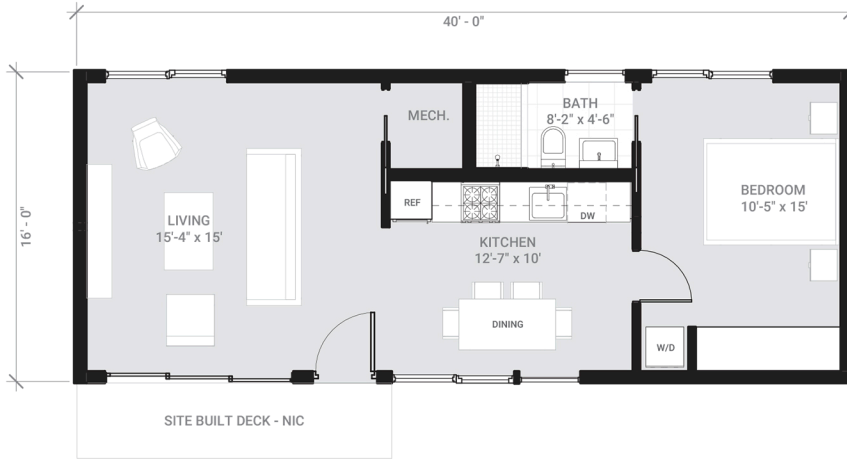 40' - 0"
16' - 0"
MECH.
BATH
8'-2" x 4'-6"
REF
DW
LIVING
15'-4" x 15'
KITCHEN
12'-7" x 10'
BEDROOM
10'-5" x 15'
DINING
W/D
SITE BUILT DECK - NIC